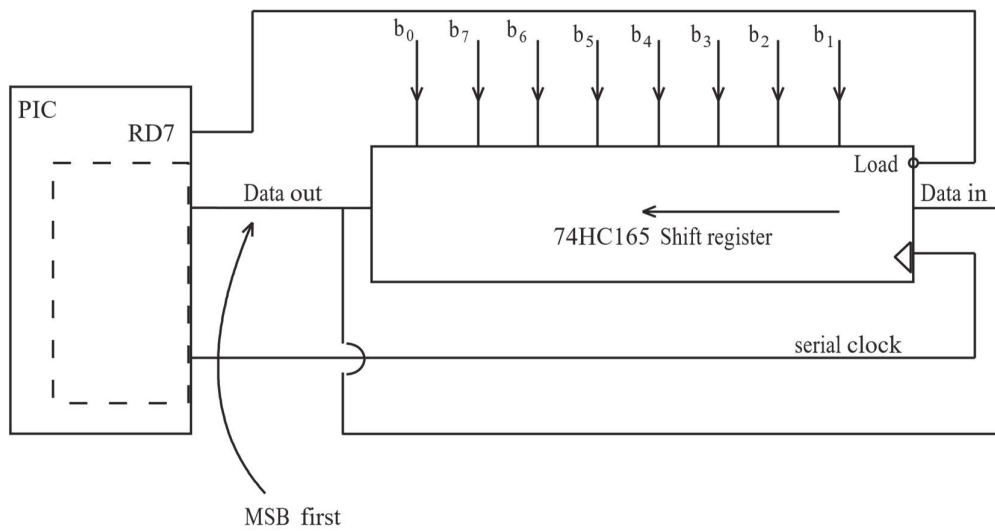 b₀ b₇ b₆ b₅ b₄ b₃ b₂ b₁
PIC
RD7
Load
Data out
Data in
74HC165 Shift register
serial clock
MSB first